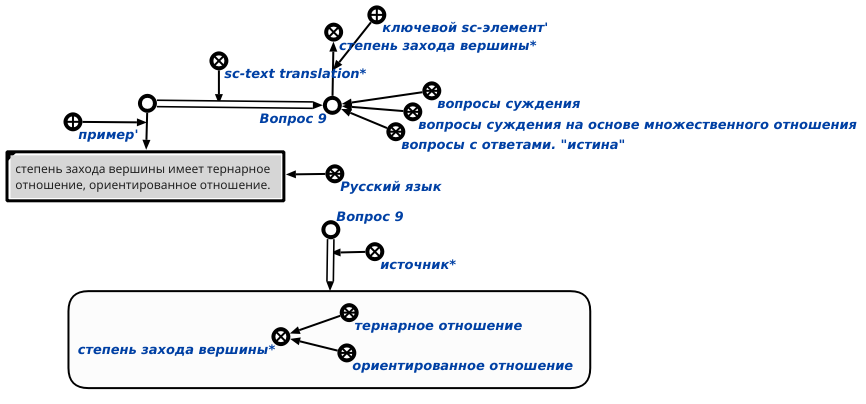 ключевой sc-элемент'
степень захода вершины*
sc-text translation*
вопросы суждения
Вопрос 9
вопросы суждения на основе множественного отношения
пример'
вопросы с ответами. "истина"
степень захода вершины имеет тернарное
отношение, ориентированное отношение.
Русский язык
Вопрос 9
источник*
тернарное отношение
степень захода вершины*
ориентированное отношение